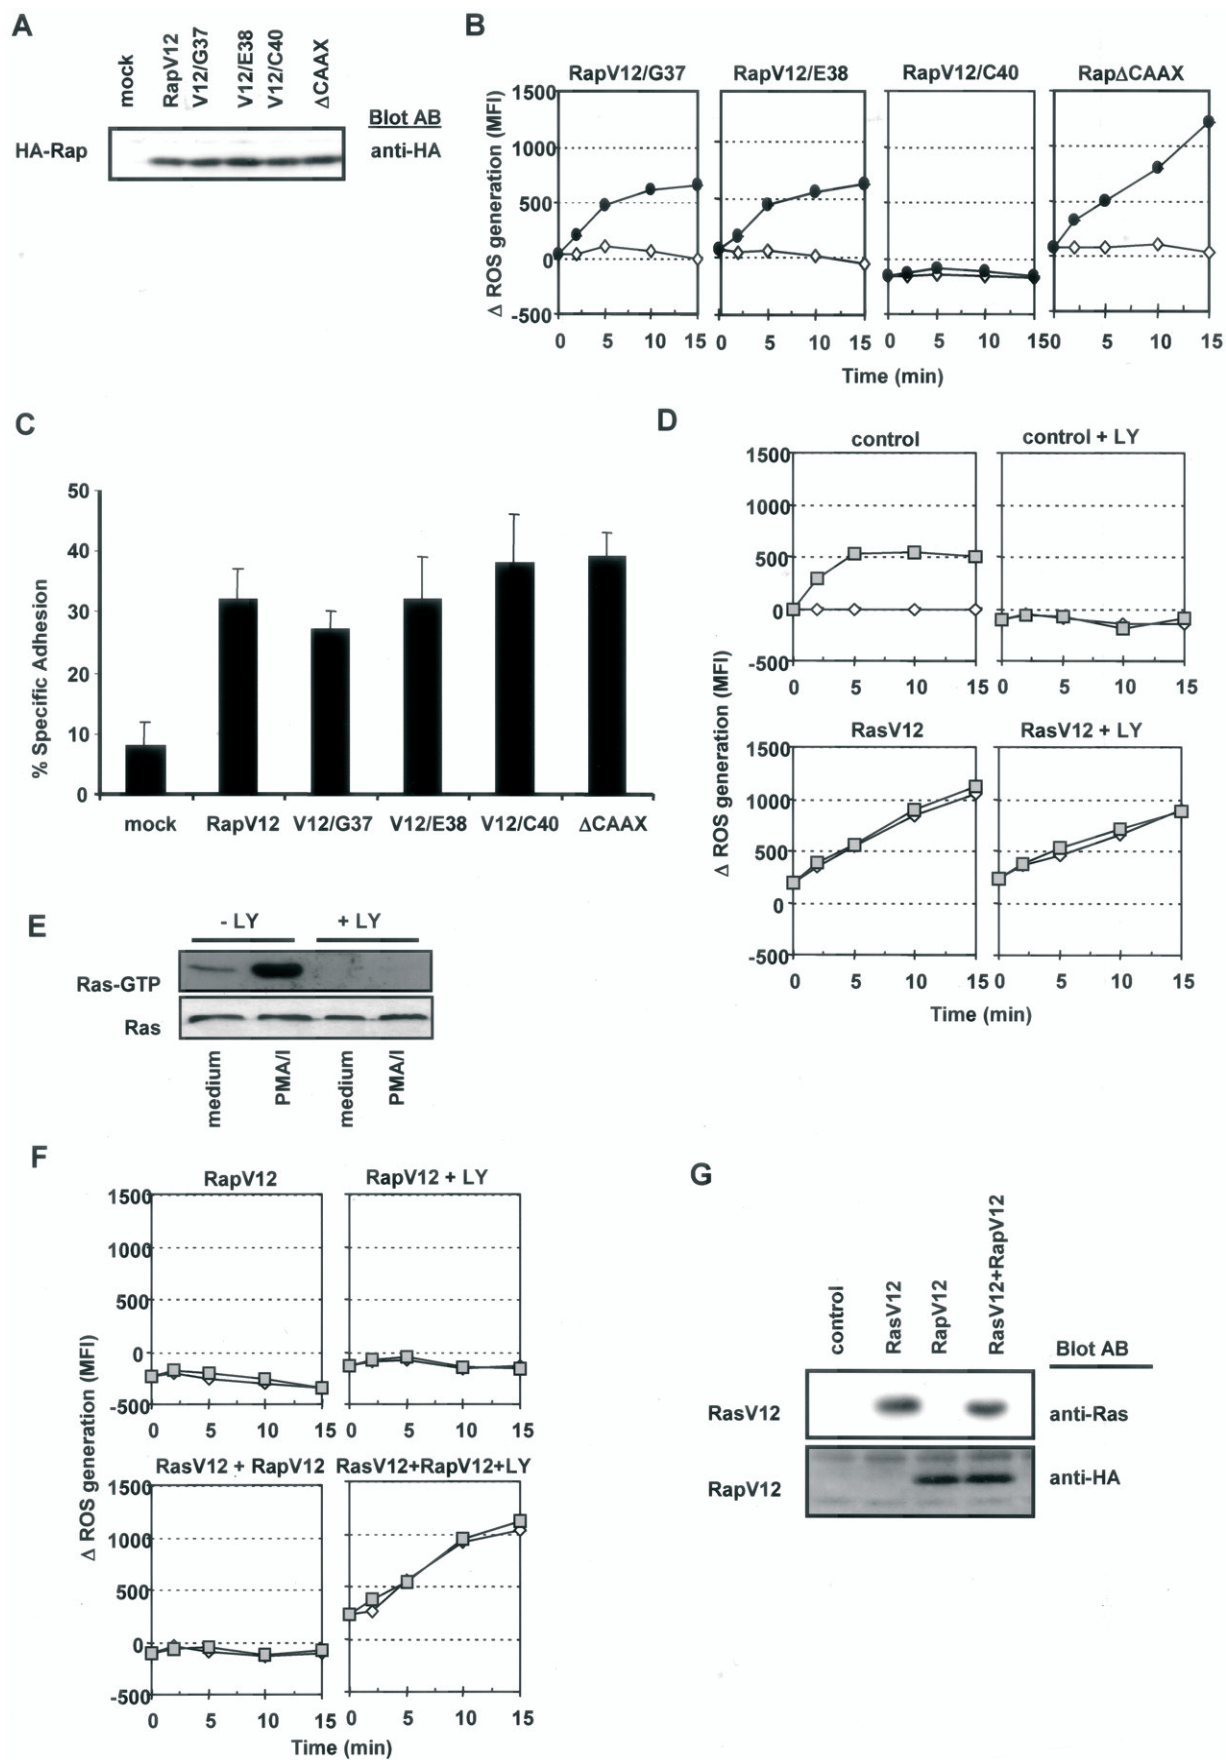 A
mock
RapV12
V12/G37
V12/E38
V12/C40
ΔCAAX
Blot AB
HA-Rap
anti-HA
B
RapV12/G37
RapV12/E38
RapV12/C40
RapΔCAAX
Δ ROS generation (MFI)
1500
1000
500
0
-500
0 5 10 15
0 5 10 15
0 5 10 15
0 5 10 15
Time (min)
C
% Specific Adhesion
50
40
30
20
10
0
mock RapV12 V12/G37 V12/E38 V12/C40 ΔCAAX
D
control
control + LY
1500
1000
500
0
-500
0 5 10 15
0 5 10 15
Δ ROS generation (MFI)
RasV12
RasV12 + LY
1500
1000
500
0
-500
0 5 10 15
0 5 10 15
Time (min)
E
- LY
+ LY
Ras-GTP
Ras
medium
PMA/I
medium
PMA/I
F
RapV12
RapV12 + LY
1500
1000
500
0
-500
0 5 10 15
0 5 10 15
Δ ROS generation (MFI)
RasV12 + RapV12
RasV12+RapV12+LY
1500
1000
500
0
-500
0 5 10 15
0 5 10 15
Time (min)
G
control
RasV12
RapV12
RasV12+RapV12
Blot AB
RasV12
anti-Ras
RapV12
anti-HA